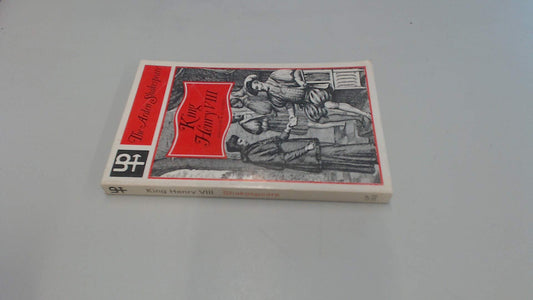 The Arden Shakespeare
King
Henry VIII
King Henry VIII Shakespeare